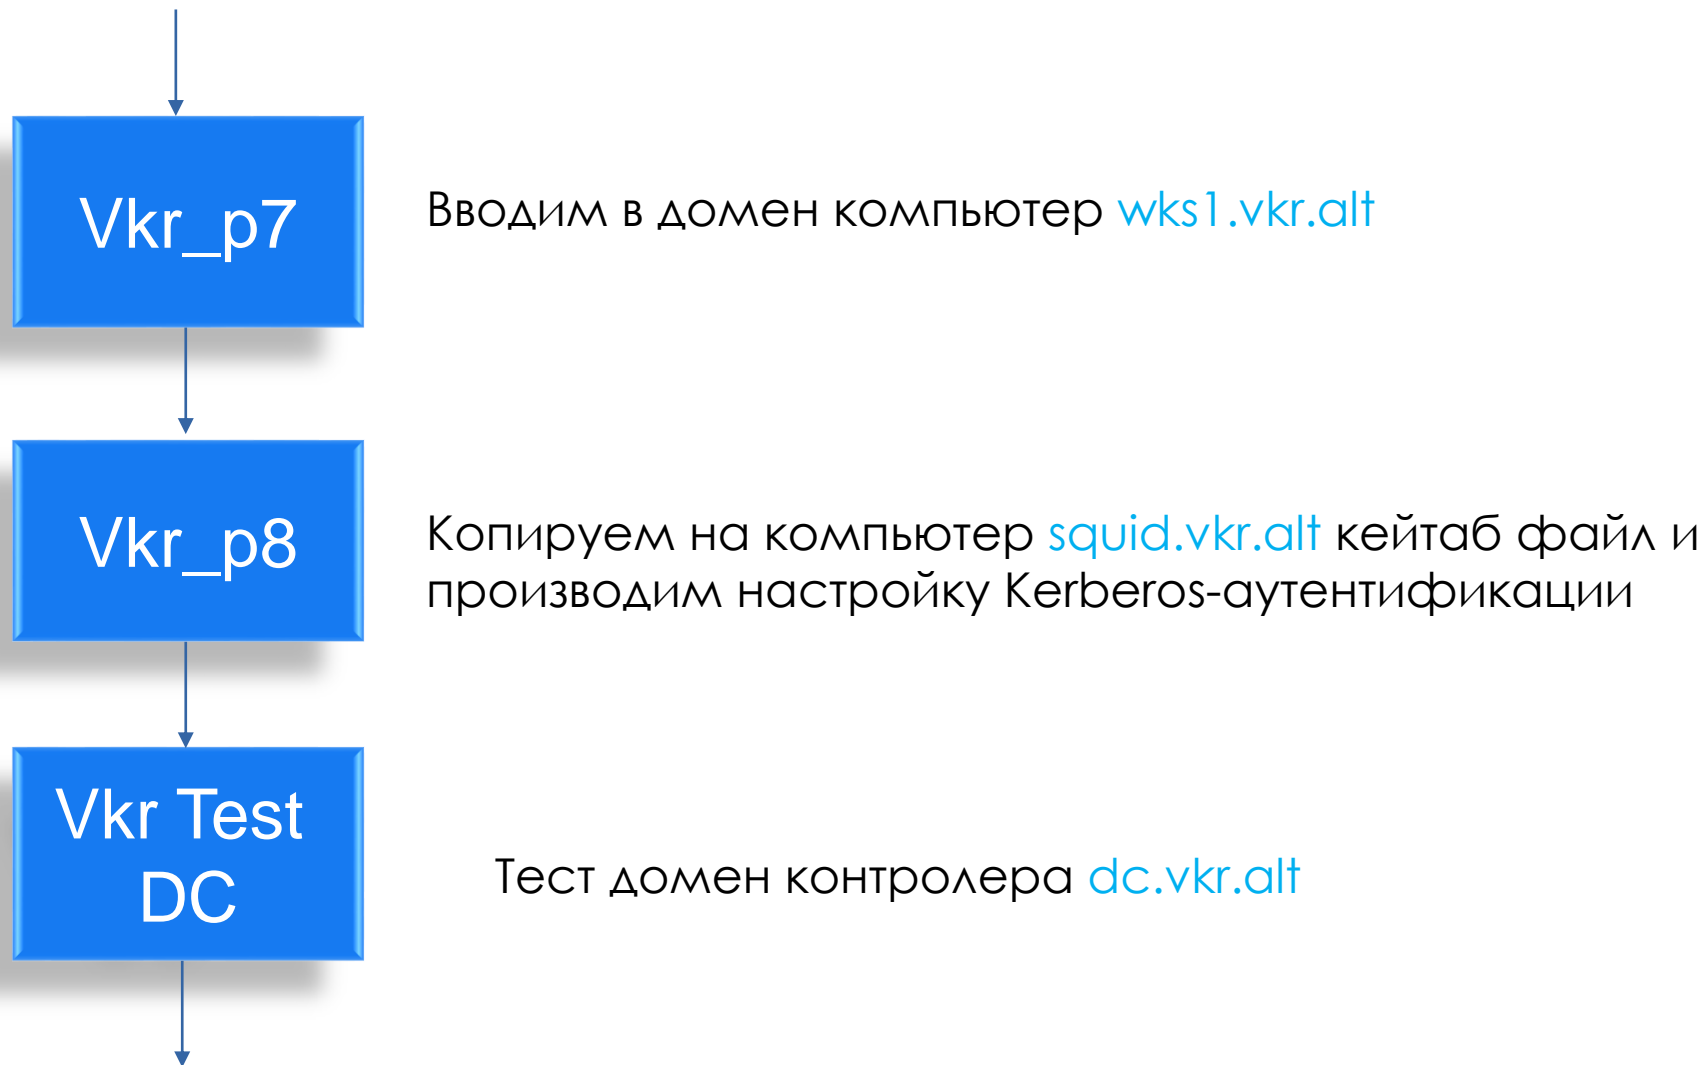 Vkr_p7
Вводим в домен компьютер wks1.vkr.alt
Vkr_p8
Копируем на компьютер squid.vkr.alt кейтаб файл и
производим настройку Kerberos-аутентификации
Vkr Test
DC
Тест домен контролера dc.vkr.alt